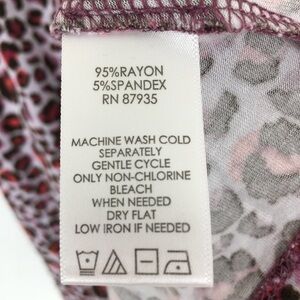 95%RAYON
5%SPANDEX
RN 87935
MACHINE WASH COLD
SEPARATELY
GENTLE CYCLE
ONLY NON-CHLORINE
BLEACH
WHEN NEEDED
DRY FLAT
LOW IRON IF NEEDED